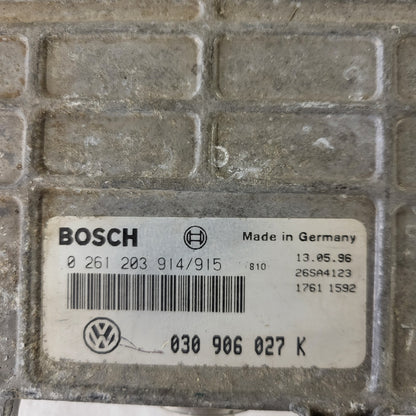 BOSCH Made in Germany
0 261 203 914/915 810 13.05.96
26SA4123
1761 1592
VW 030 906 027 K